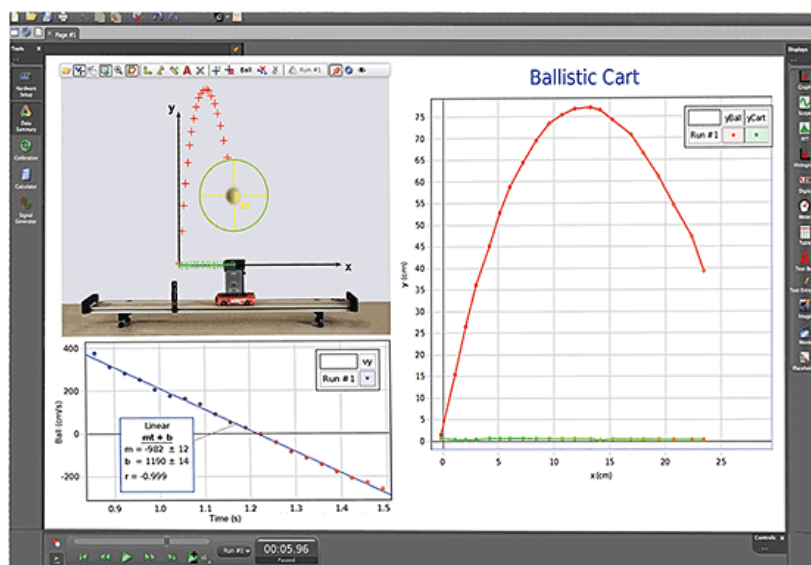 Page #1
Tools
Displays
Hardware
Setup
Data
Summary
Calibration
Calculator
Signal
Generator
Ball
Run #1
y
x
2x
400
200
0
-200
Ball (cm/s)
vy
Run #1
Linear
mt + b
m = -982 ± 12
b = 1190 ± 14
r = -0.999
0.9 1.0 1.1 1.2 1.3 1.4 1.5
Time (s)
Ballistic Cart
yBall yCart
Run #1
75
70
65
60
55
50
45
40
35
30
25
20
15
10
5
0
y (cm)
0 5 10 15 20 25
x (cm)
Run #1
00:05.96
Paused
Controls